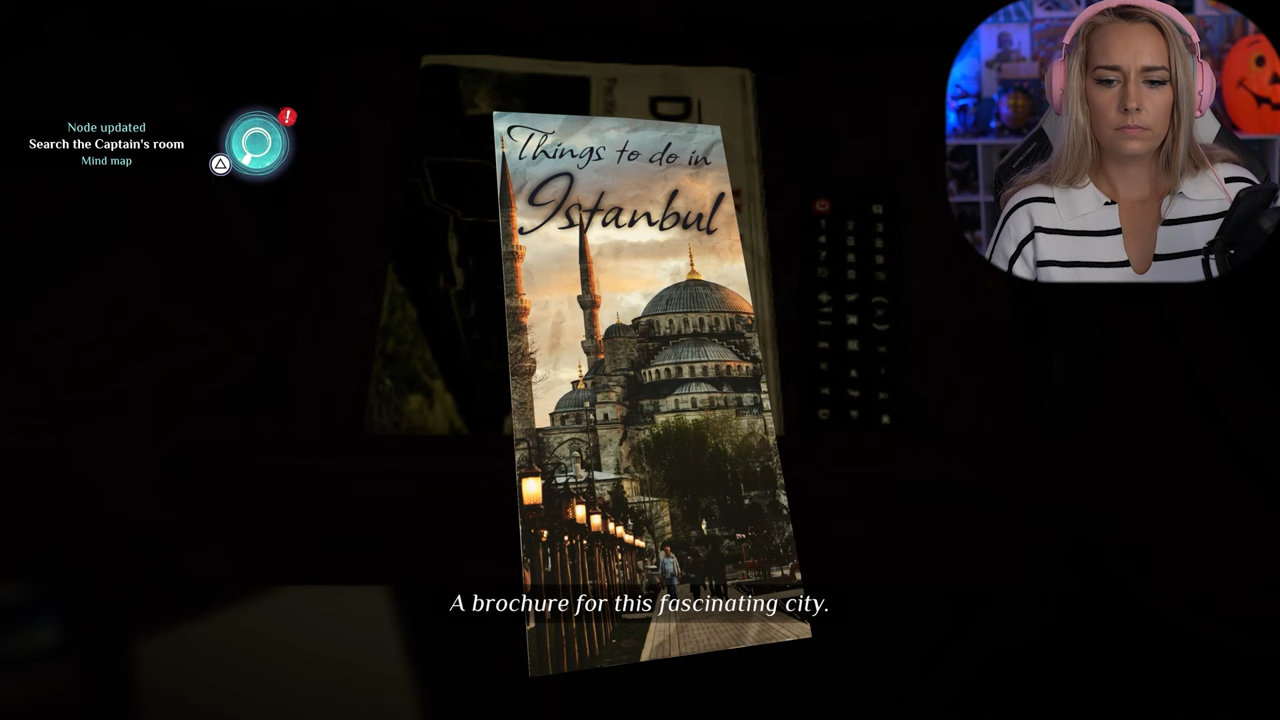 Node updated
Search the Captain's room
Mind map
!
Things to do in
Istanbul
A brochure for this fascinating city.